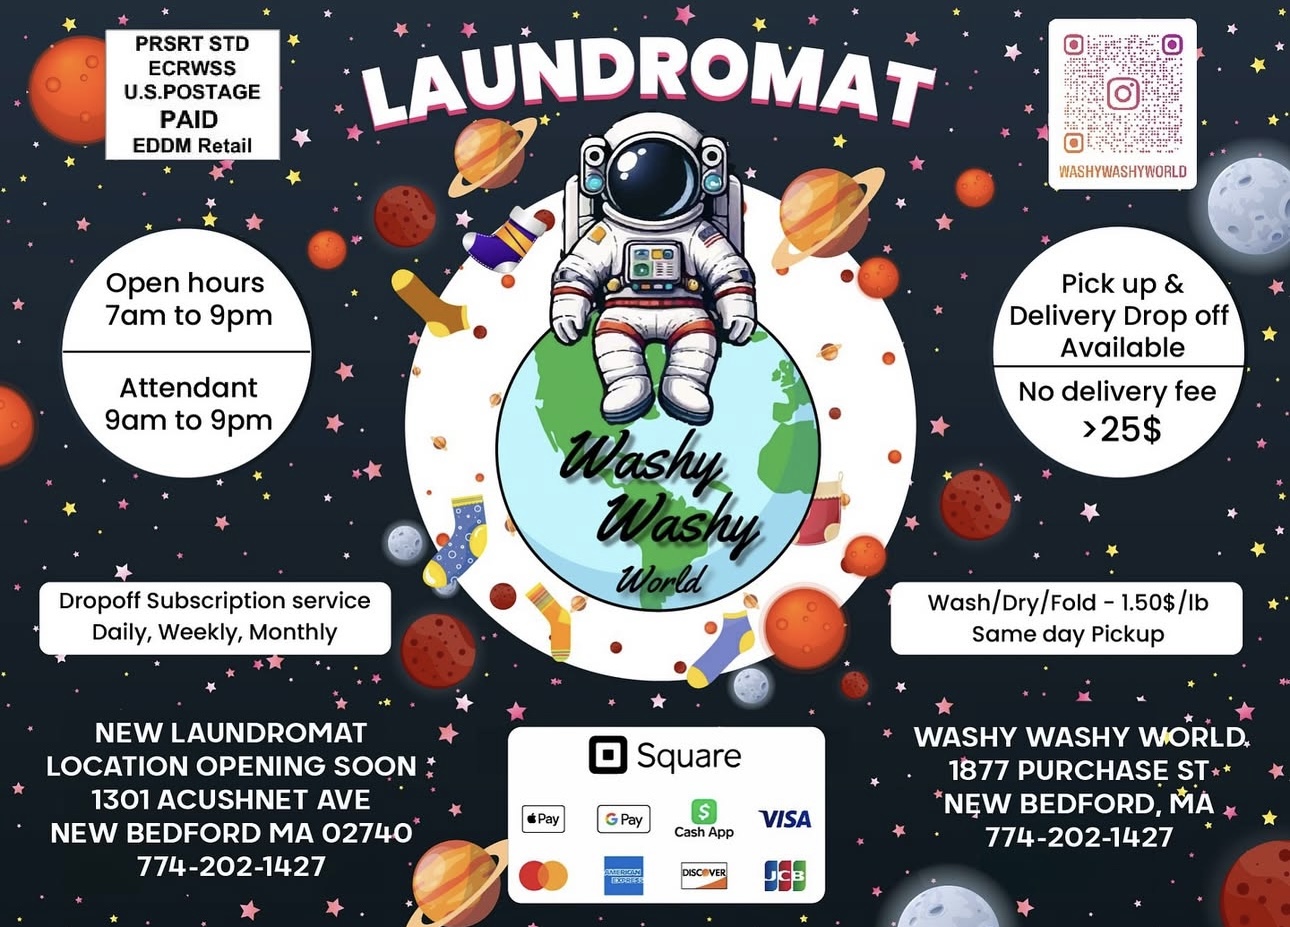 PRSRT STD
ECRWSS
U.S.POSTAGE
PAID
EDDM Retail
LAUNDROMAT
WASHYWASHYWORLD
Open hours
7am to 9pm
Attendant
9am to 9pm
Pick up &
Delivery Drop off
Available
No delivery fee
>25$
Washy
Washy
World
Dropoff Subscription service
Daily, Weekly, Monthly
Wash/Dry/Fold - 1.50$/lb
Same day Pickup
NEW LAUNDROMAT
LOCATION OPENING SOON
1301 ACUSHNET AVE
NEW BEDFORD MA 02740
774-202-1427
Square
Pay
G Pay
Cash App
VISA
AMERICAN
EXPRESS
DISCOVER
JCB
WASHY WASHY WORLD
1877 PURCHASE ST
NEW BEDFORD, MA
774-202-1427